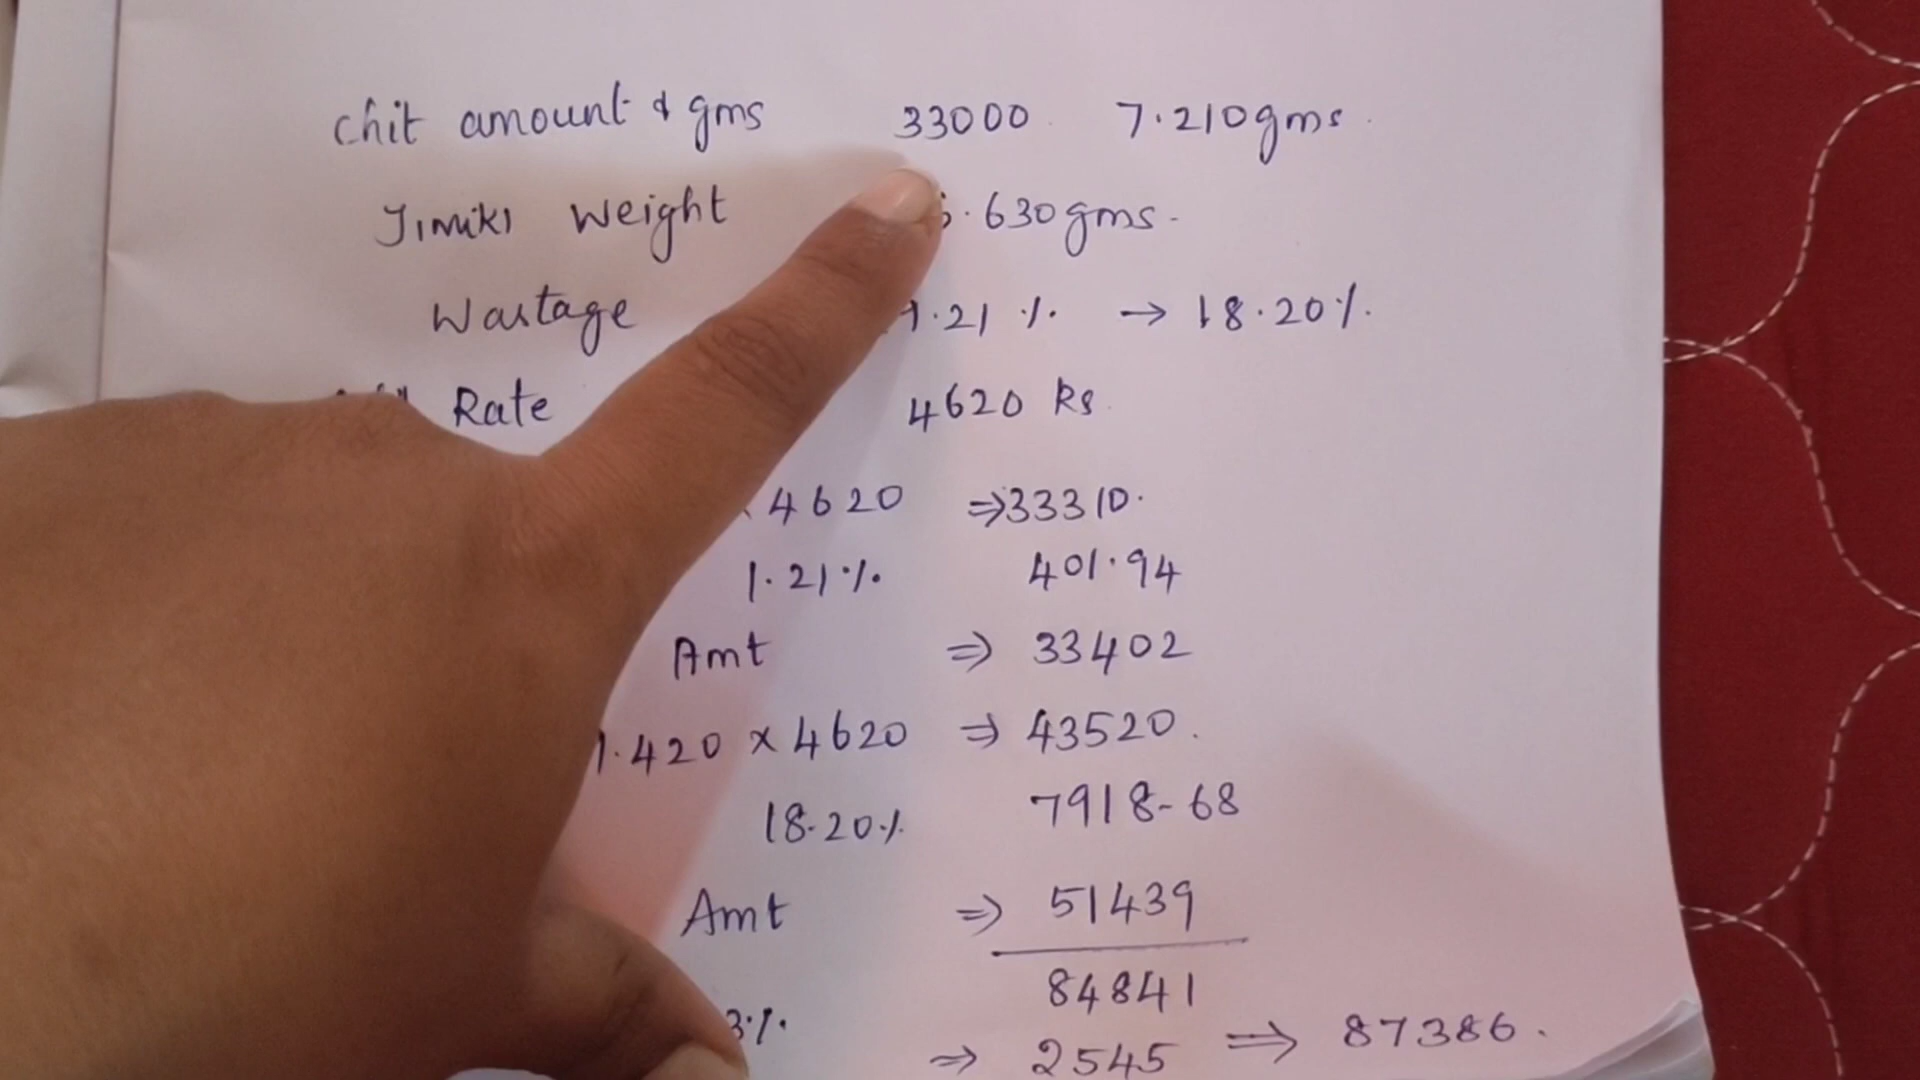 chit amount & gms 33000 7.210gms.
Jimiki Weight .630gms.
Wastage .21 % → 18.20%.
Rate 4620 Rs.
4620 ⇒ 33310.
1.21% 401.94
Amt ⇒ 33402
.420 x 4620 ⇒ 43520.
18.20% 7918-68
Amt ⇒ 51439
84841
3% ⇒ 2545 ⇒ 87386.